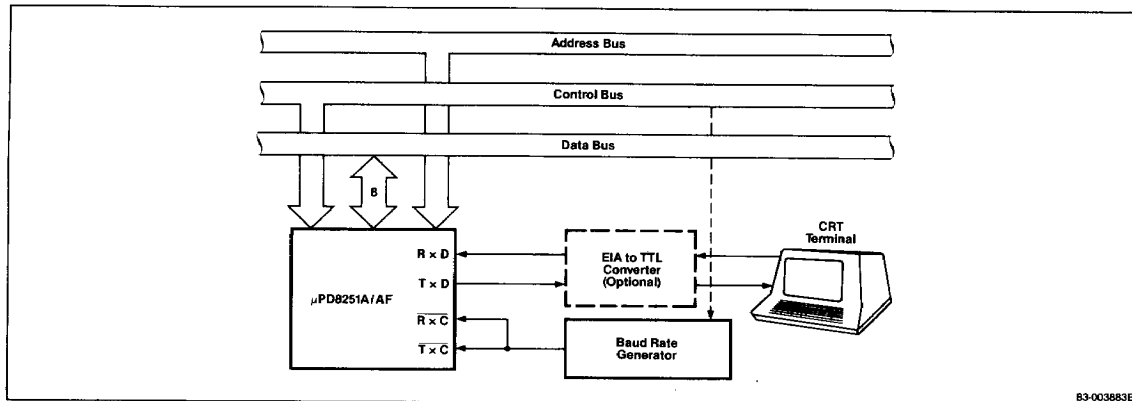 Address Bus
Control Bus
Data Bus
8
CRT
Terminal
R × D
EIA to TTL
Converter
(Optional)
T × D
µPD8251A/AF
R × C
T × C
Baud Rate
Generator
83-003883B